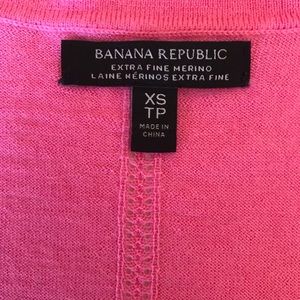 BANANA REPUBLIC
EXTRA FINE MERINO
LAINE MÉRINOS EXTRA FINE
XS
TP
MADE IN
CHINA